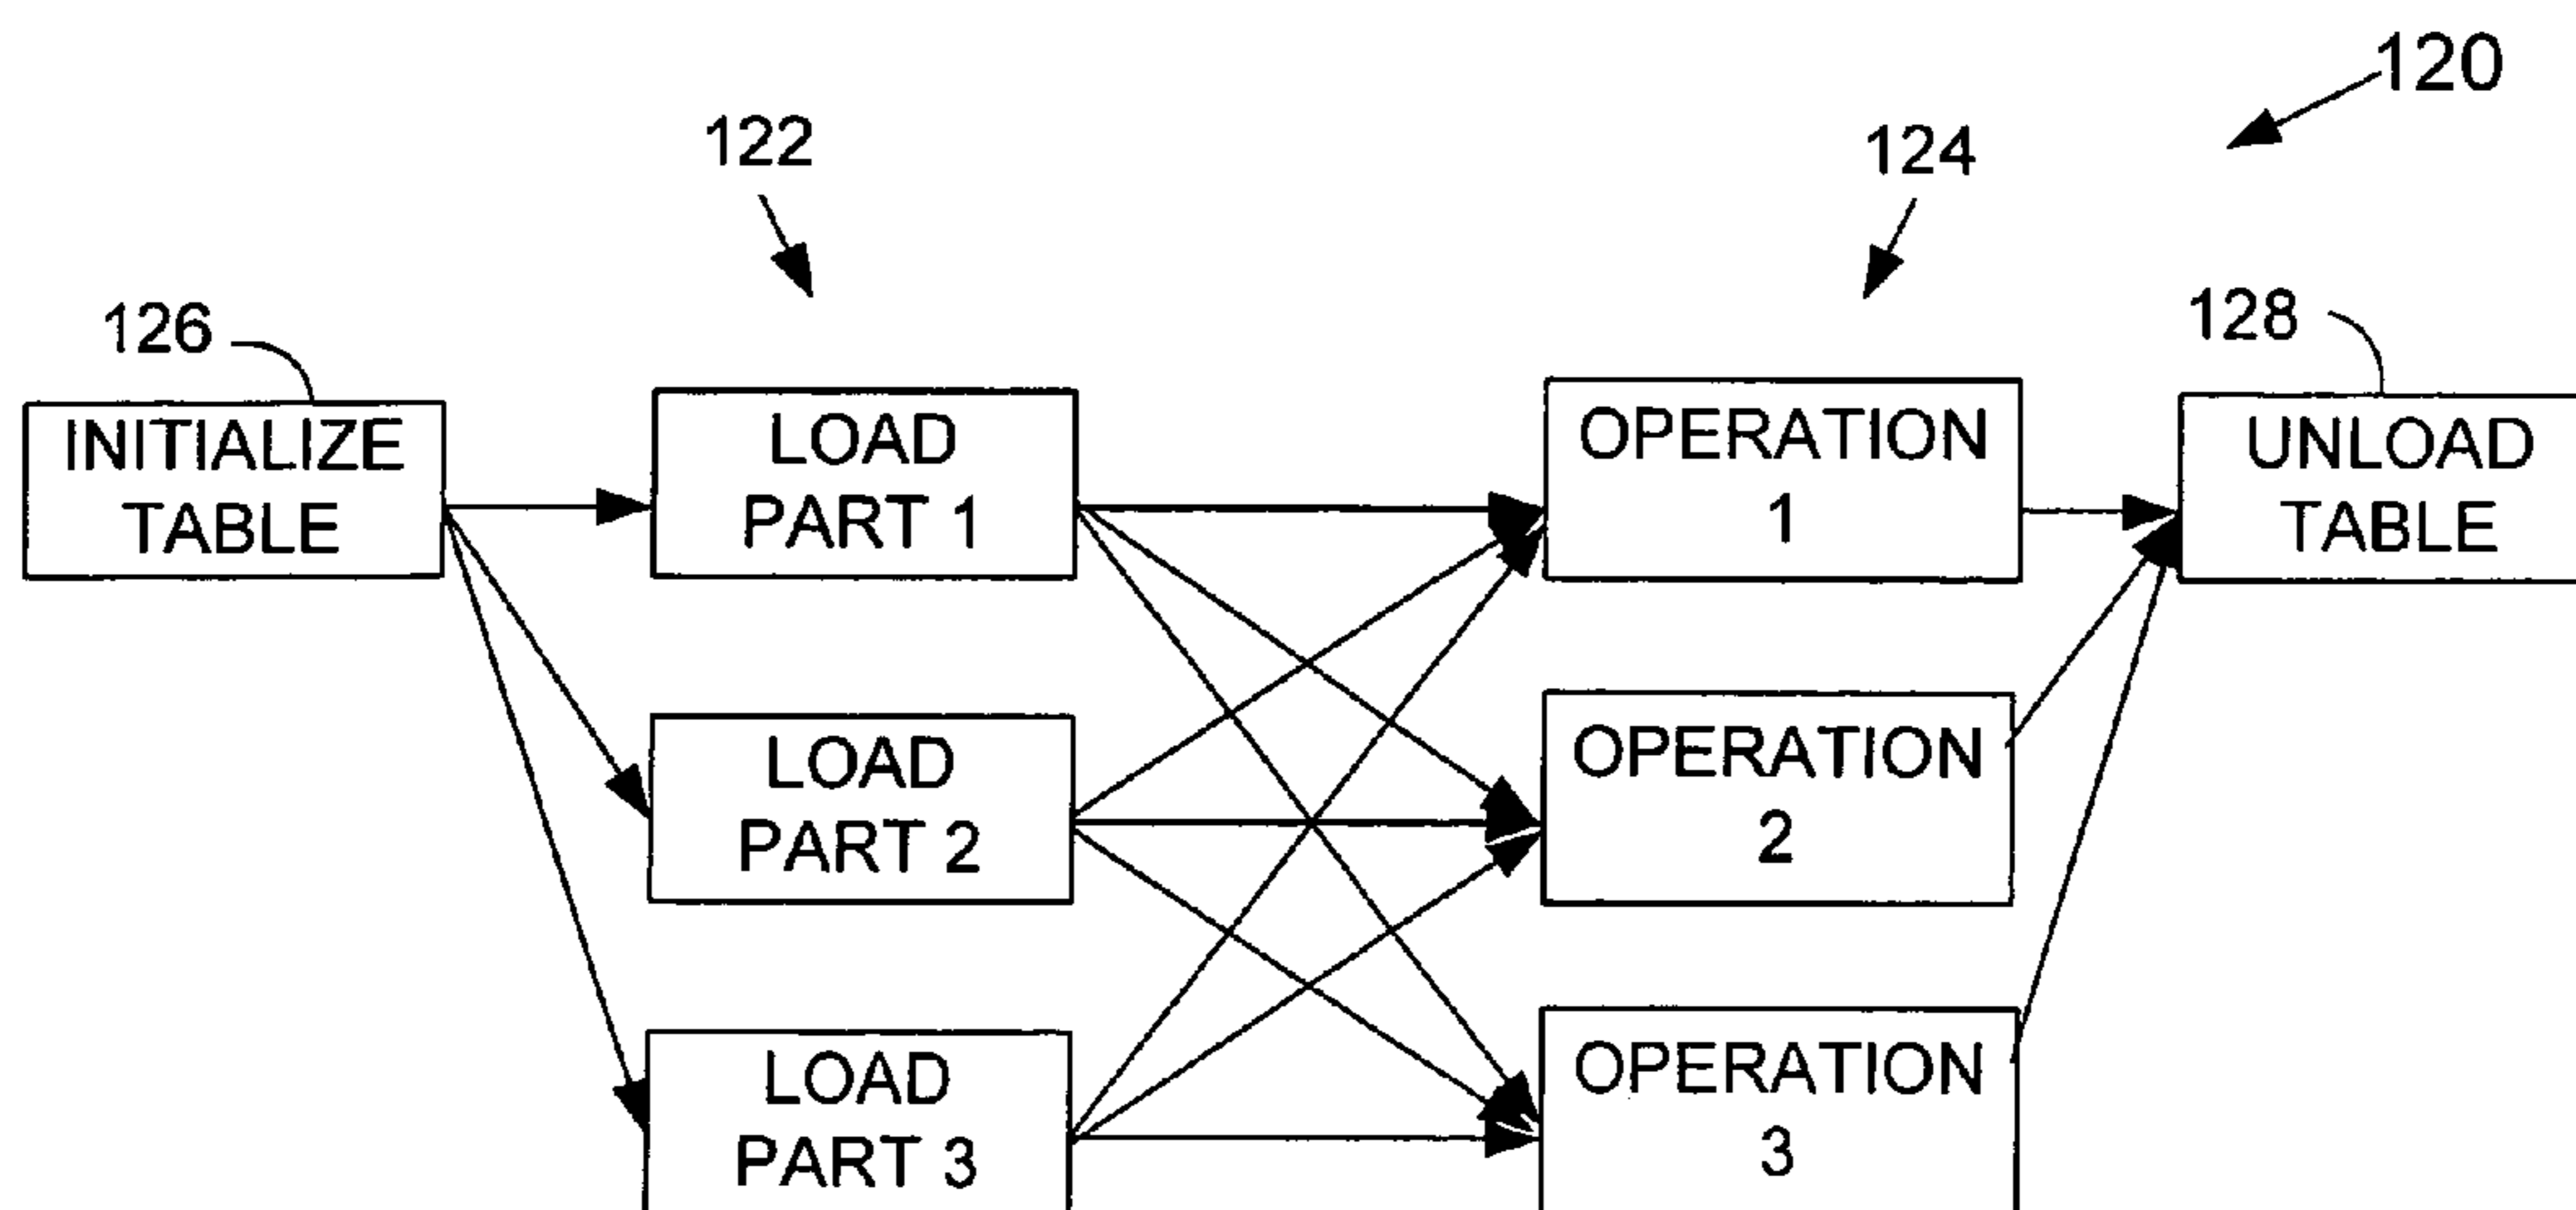 120
122
124
126
128
INITIALIZE
TABLE
LOAD
PART 1
OPERATION
1
UNLOAD
TABLE
LOAD
PART 2
OPERATION
2
LOAD
PART 3
OPERATION
3